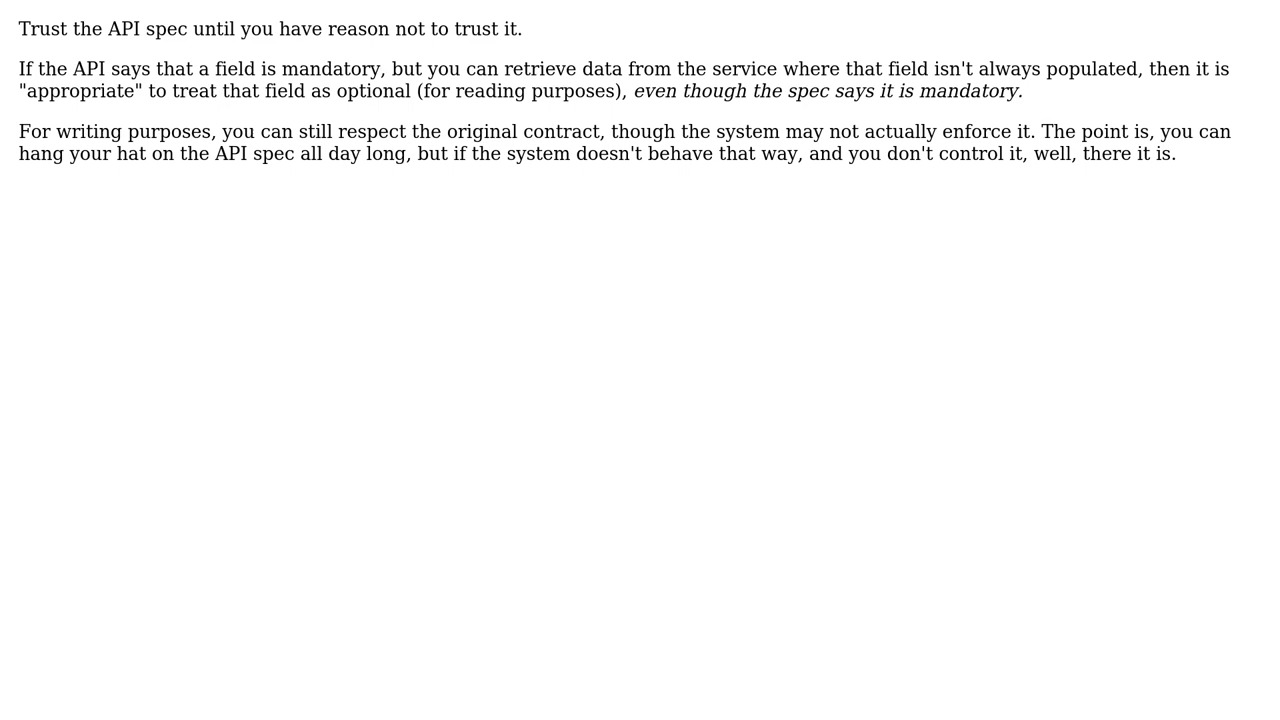 Trust the API spec until you have reason not to trust it.
If the API says that a field is mandatory, but you can retrieve data from the service where that field isn't always populated, then it is
"appropriate" to treat that field as optional (for reading purposes), even though the spec says it is mandatory.
For writing purposes, you can still respect the original contract, though the system may not actually enforce it. The point is, you can
hang your hat on the API spec all day long, but if the system doesn't behave that way, and you don't control it, well, there it is.